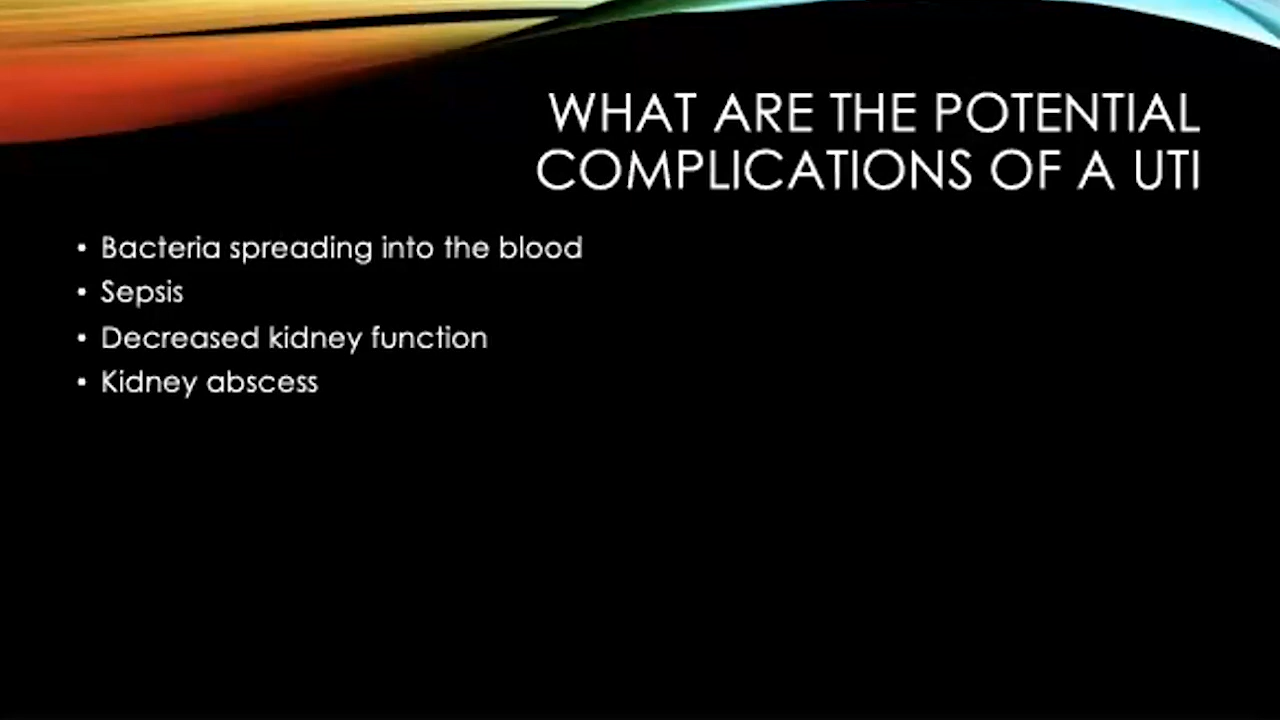 WHAT ARE THE POTENTIAL
COMPLICATIONS OF A UTI
• Bacteria spreading into the blood
• Sepsis
• Decreased kidney function
• Kidney abscess